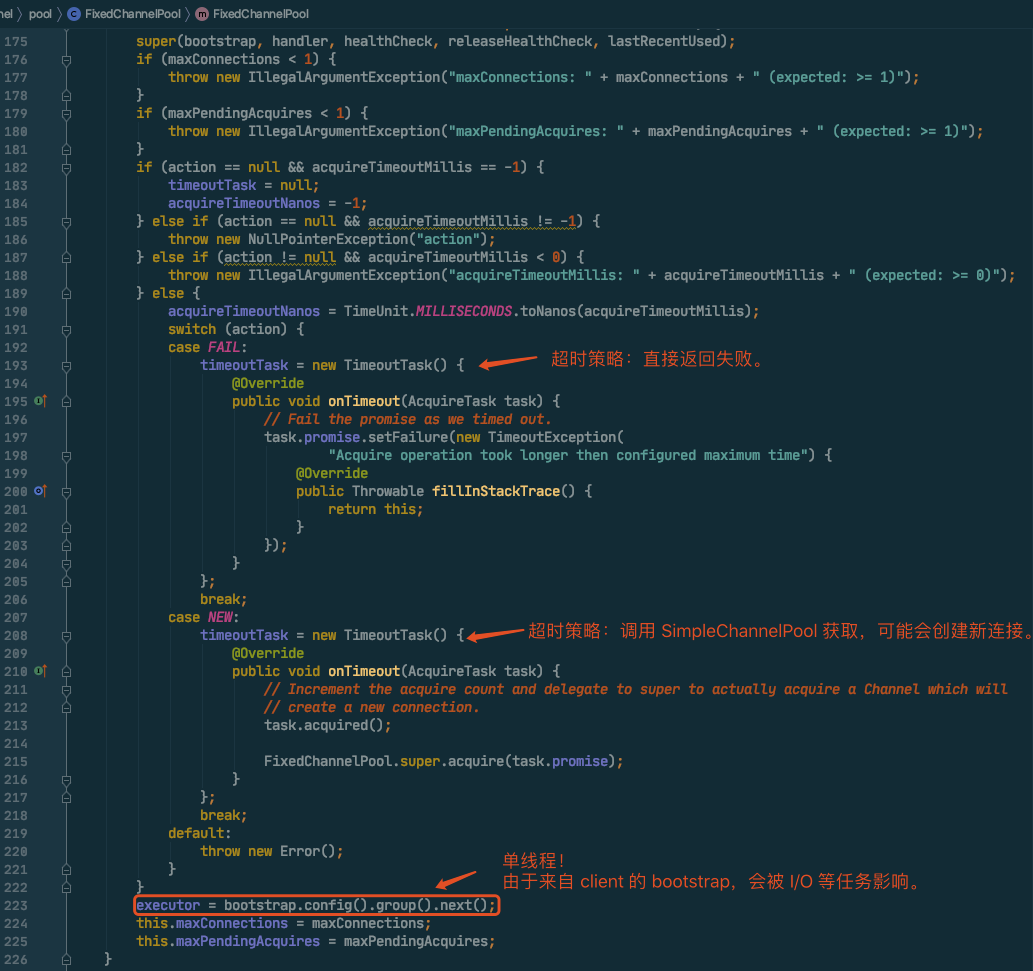 nel 〉 pool 〉 C FixedChannelPool 〉 m FixedChannelPool
175 super(bootstrap, handler, healthCheck, releaseHealthCheck, lastRecentUsed);
176 if (maxConnections < 1) {
177 throw new IllegalArgumentException("maxConnections: " + maxConnections + " (expected: >= 1)");
178 }
179 if (maxPendingAcquires < 1) {
180 throw new IllegalArgumentException("maxPendingAcquires: " + maxPendingAcquires + " (expected: >= 1)");
181 }
182 if (action == null && acquireTimeoutMillis == -1) {
183 timeoutTask = null;
184 acquireTimeoutNanos = -1;
185 } else if (action == null && acquireTimeoutMillis != -1) {
186 throw new NullPointerException("action");
187 } else if (action != null && acquireTimeoutMillis < 0) {
188 throw new IllegalArgumentException("acquireTimeoutMillis: " + acquireTimeoutMillis + " (expected: >= 0)");
189 } else {
190 acquireTimeoutNanos = TimeUnit.MILLISECONDS.toNanos(acquireTimeoutMillis);
191 switch (action) {
192 case FAIL:
193 timeoutTask = new TimeoutTask() { 超时策略：直接返回失败。
194 @Override
195 public void onTimeout(AcquireTask task) {
196 // Fail the promise as we timed out.
197 task.promise.setFailure(new TimeoutException(
198 "Acquire operation took longer then configured maximum time") {
199 @Override
200 public Throwable fillInStackTrace() {
201 return this;
202 }
203 });
204 }
205 };
206 break;
207 case NEW:
208 timeoutTask = new TimeoutTask() { 超时策略：调用 SimpleChannelPool 获取，可能会创建新连接。
209 @Override
210 public void onTimeout(AcquireTask task) {
211 // Increment the acquire count and delegate to super to actually acquire a Channel which will
212 // create a new connection.
213 task.acquired();
214
215 FixedChannelPool.super.acquire(task.promise);
216 }
217 };
218 break;
219 default:
220 throw new Error();
221 }
222 }
单线程！
由于来自 client 的 bootstrap，会被 I/O 等任务影响。
223 executor = bootstrap.config().group().next();
224 this.maxConnections = maxConnections;
225 this.maxPendingAcquires = maxPendingAcquires;
226 }